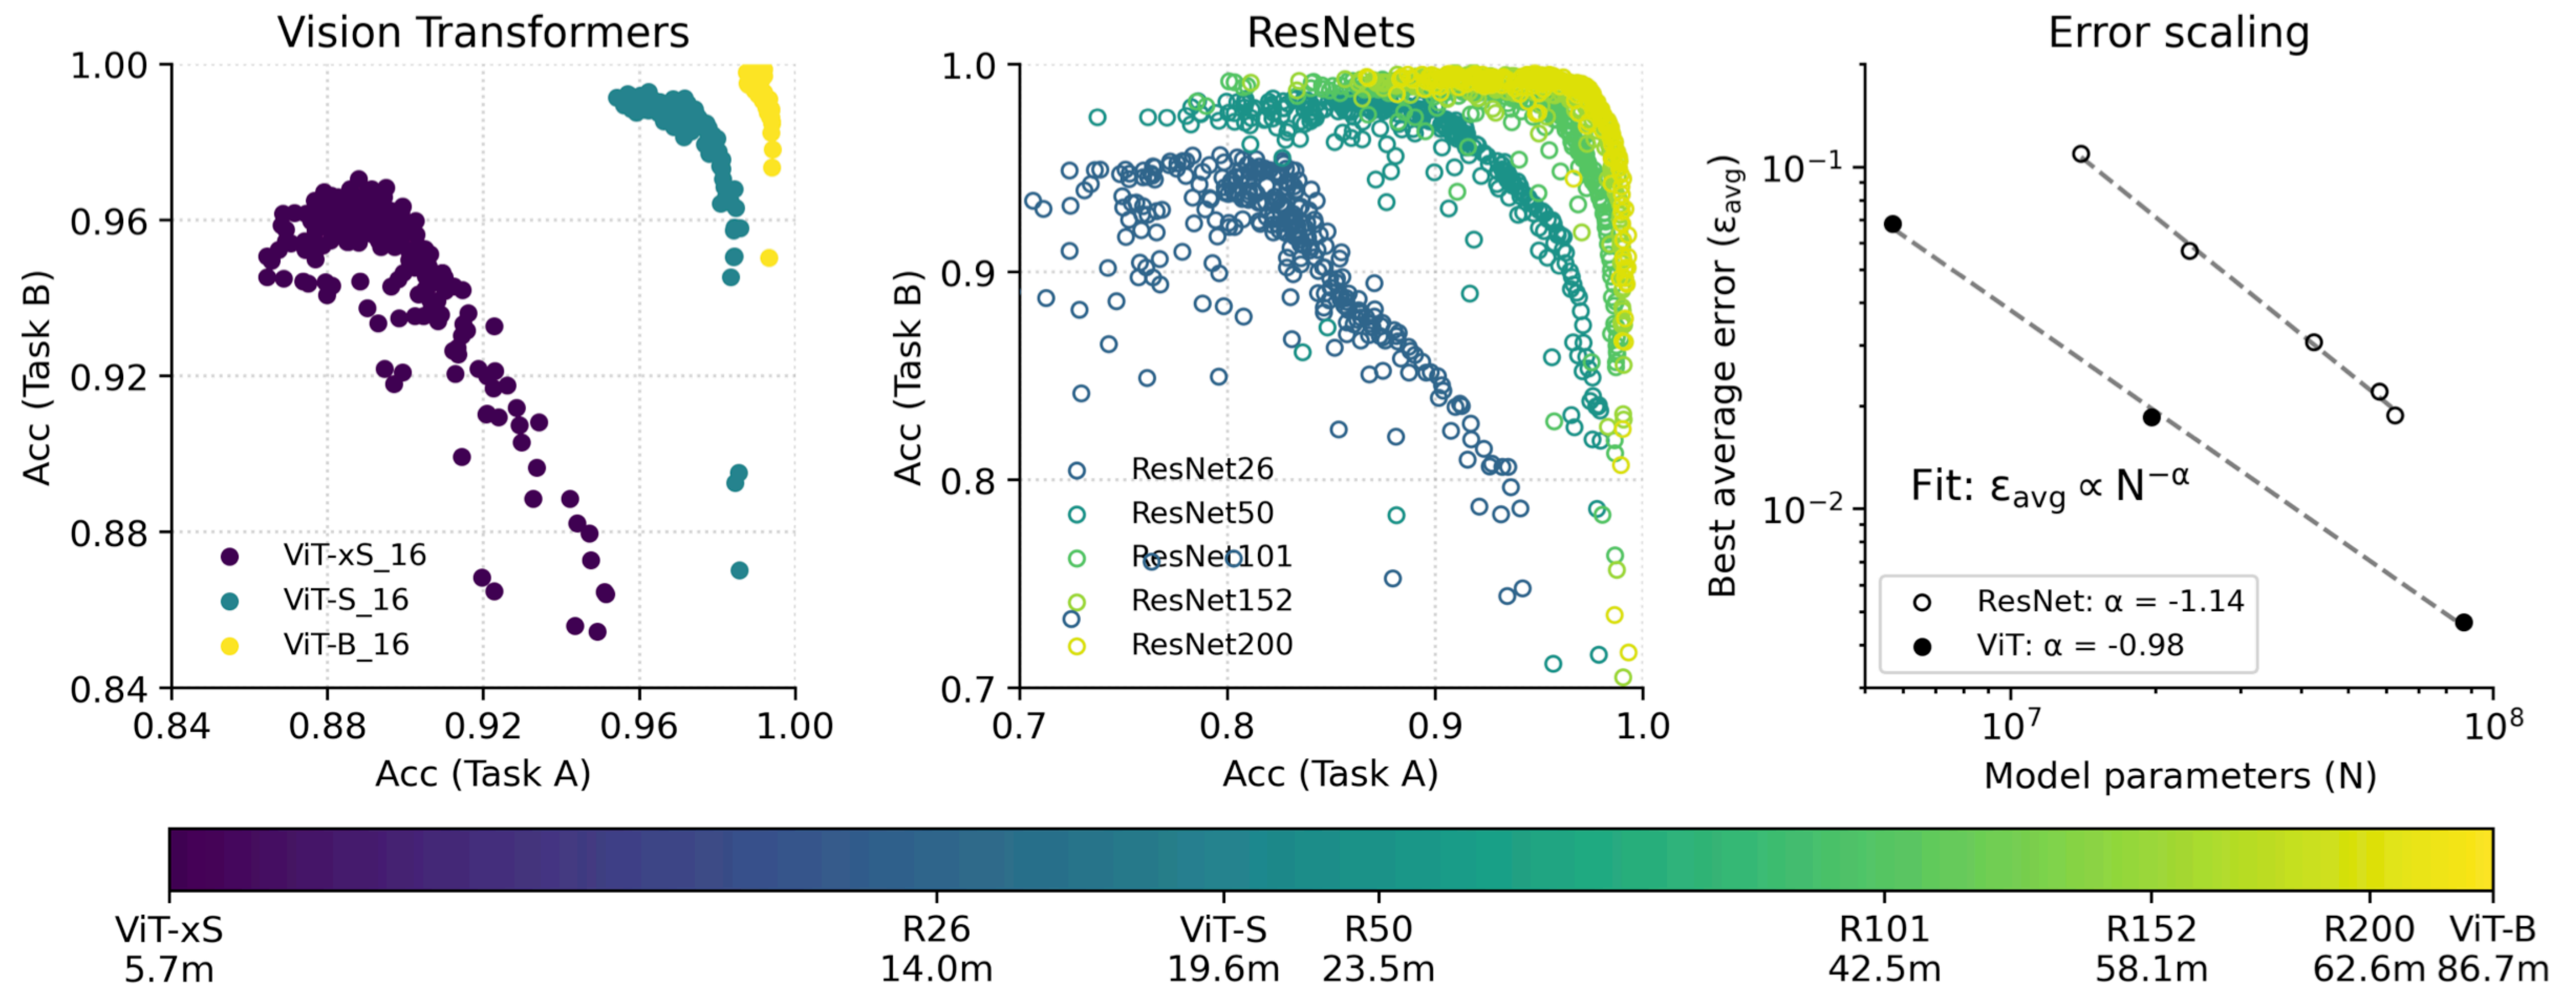 Vision Transformers
1.00
0.96
0.92
0.88
0.84
Acc (Task B)
ViT-xS_16
ViT-S_16
ViT-B_16
0.84 0.88 0.92 0.96 1.00
Acc (Task A)
ResNets
1.0
0.9
0.8
0.7
Acc (Task B)
ResNet26
ResNet50
ResNet101
ResNet152
ResNet200
0.7 0.8 0.9 1.0
Acc (Task A)
Error scaling
10⁻¹
10⁻²
Best average error (ε_avg)
Fit: ε_avg ∝ N^−α
ResNet: α = -1.14
ViT: α = -0.98
10⁷ 10⁸
Model parameters (N)
ViT-xS R26 ViT-S R50 R101 R152 R200 ViT-B
5.7m 14.0m 19.6m 23.5m 42.5m 58.1m 62.6m 86.7m